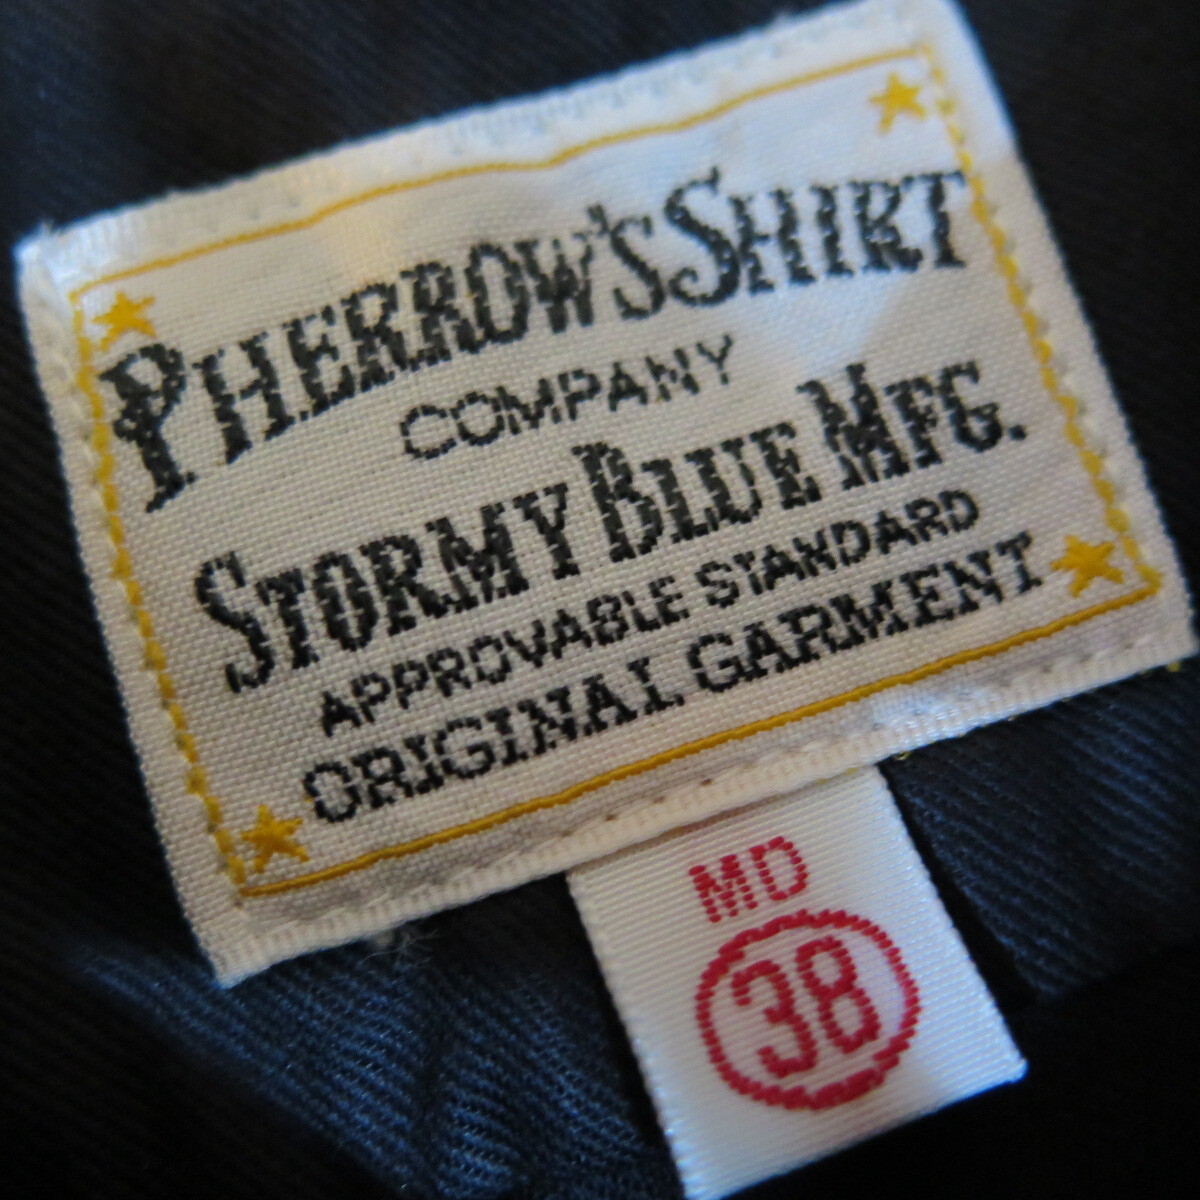 PHERROW'S SHIRT
COMPANY
STORMY BLUE MFG.
APPROVABLE STANDARD
ORIGINAL GARMENT
MD
38